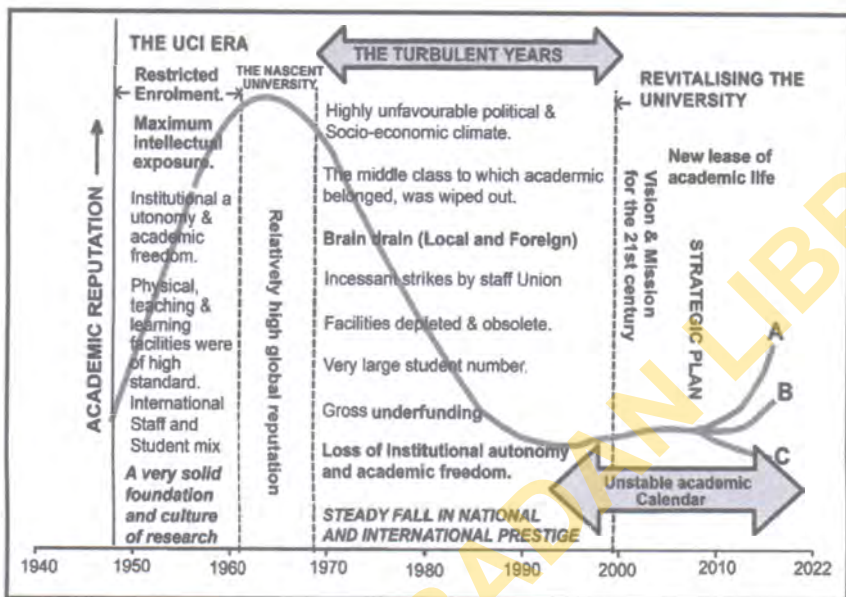 THE UCI ERA
Restricted
Enrolment.
Maximum
intellectual
exposure.
Institutional a
utonomy &
academic
freedom.
Physical,
teaching &
learning
facilities were
of high
standard.
International
Staff and
Student mix
A very solid
foundation
and culture
of research
THE NASCENT
UNIVERSITY
Relatively high global reputation
THE TURBULENT YEARS
Highly unfavourable political &
Socio-economic climate.
The middle class to which academic
belonged, was wiped out.
Brain drain (Local and Foreign)
Incessant strikes by staff Union
Facilities depleted & obsolete.
Very large student number.
Gross underfunding
Loss of Institutional autonomy
and academic freedom.
STEADY FALL IN NATIONAL
AND INTERNATIONAL PRESTIGE
REVITALISING THE
UNIVERSITY
New lease of
academic life
Vision & Mission
for the 21st century
STRATEGIC PLAN
A
B
C
Unstable academic
Calendar
ACADEMIC REPUTATION
1940 1950 1960 1970 1980 1990 2000 2010 2022
ADAN LIBR